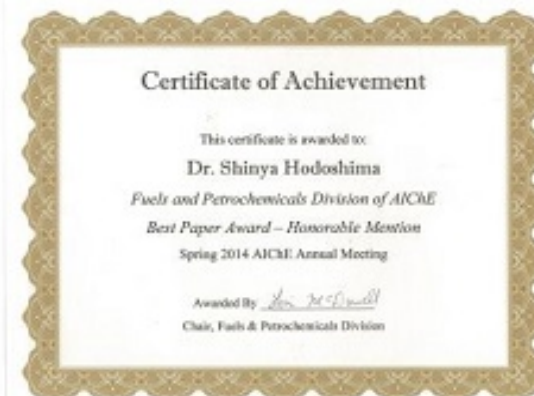 Certificate of Achievement
This certificate is awarded to:
Dr. Shinya Hodoshima
Fuels and Petrochemicals Division of AIChE
Best Paper Award – Honorable Mention
Spring 2014 AIChE Annual Meeting
Awarded By
Chair, Fuels & Petrochemicals Division